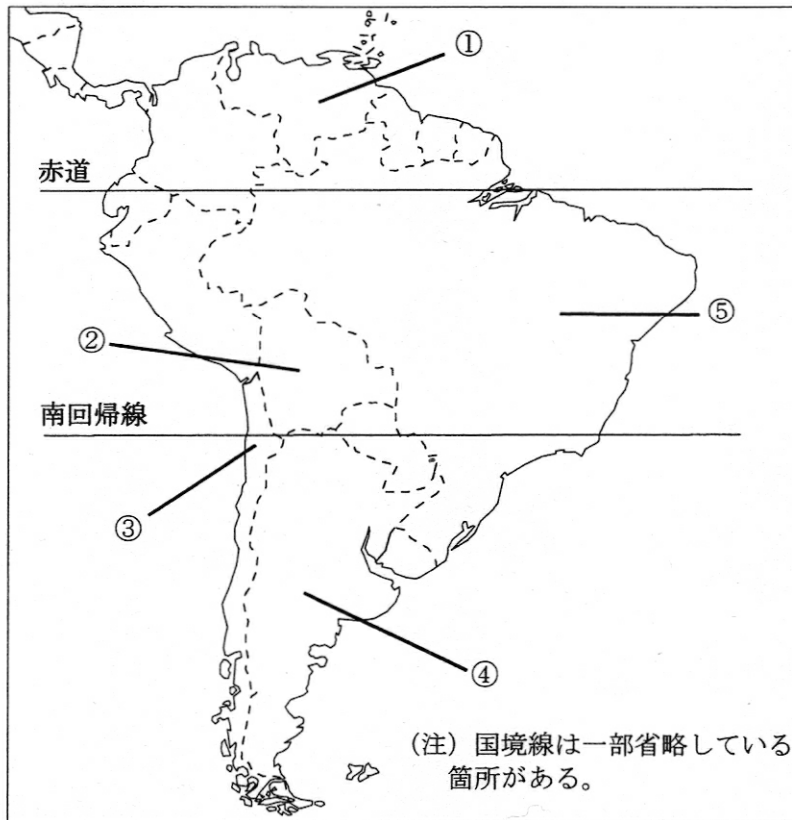 ①
赤道
⑤
②
南回帰線
③
④
(注) 国境線は一部省略している
箇所がある。